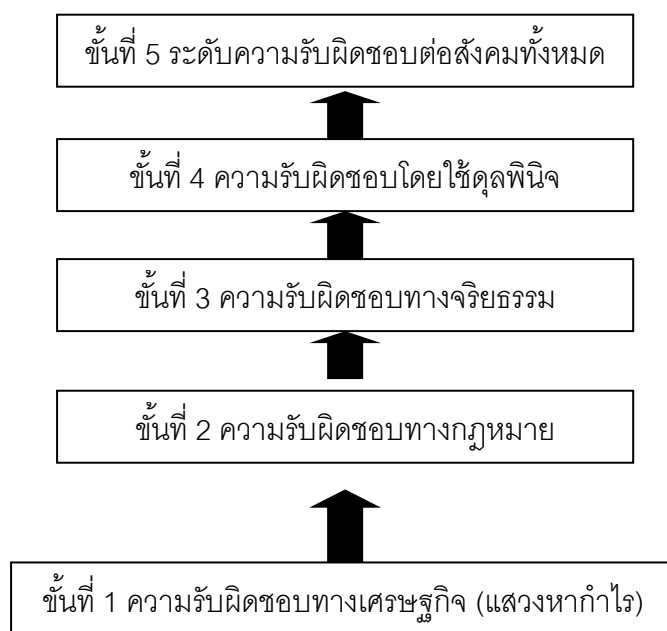 ขั้นที่ 5 ระดับความรับผิดชอบต่อสังคมทั้งหมด
ขั้นที่ 4 ความรับผิดชอบโดยใช้ดุลพินิจ
ขั้นที่ 3 ความรับผิดชอบทางจริยธรรม
ขั้นที่ 2 ความรับผิดชอบทางกฎหมาย
ขั้นที่ 1 ความรับผิดชอบทางเศรษฐกิจ (แสวงหากำไร)